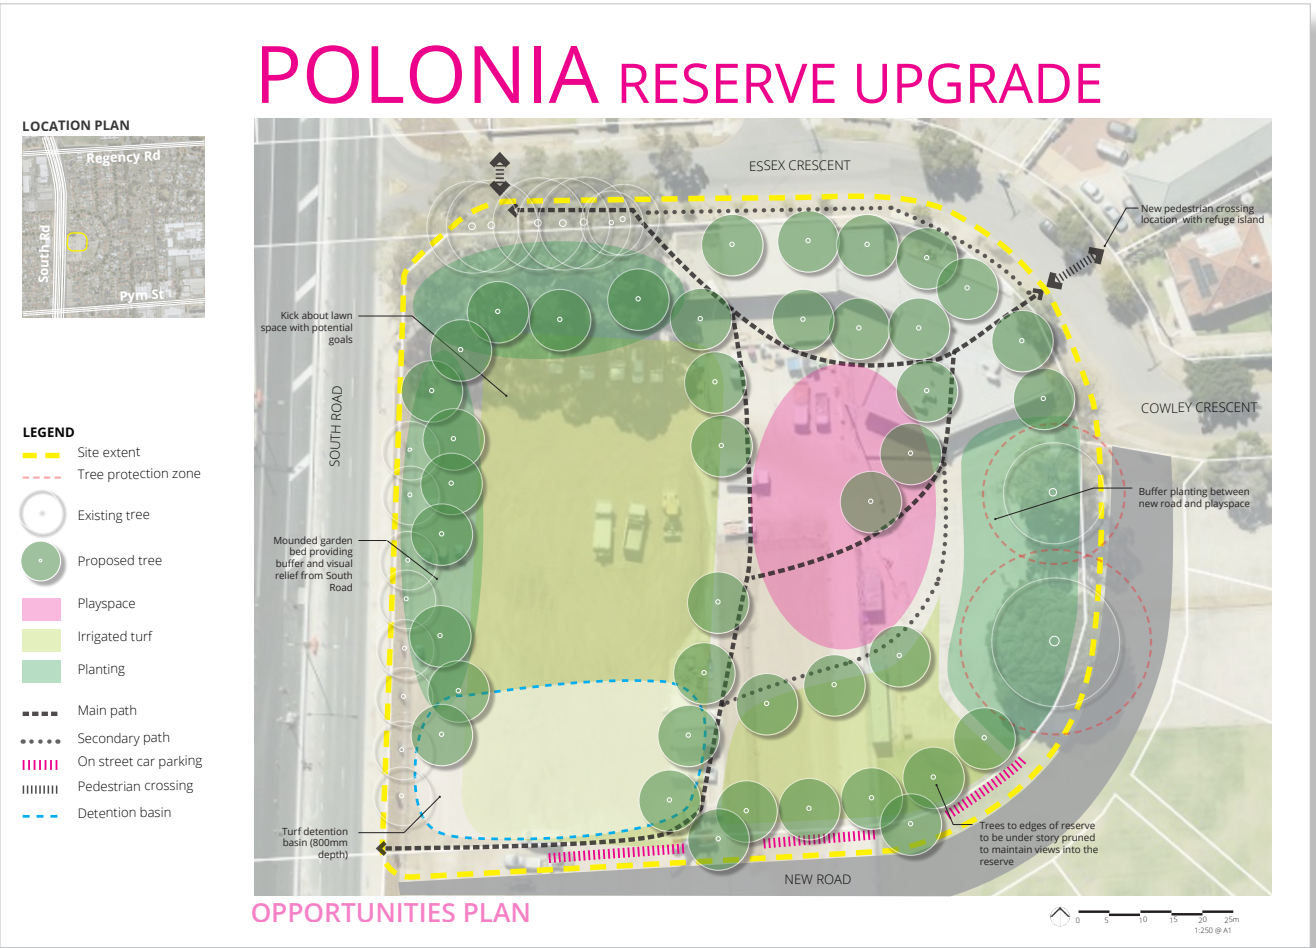 POLONIA RESERVE UPGRADE
LOCATION PLAN
Regency Rd
South Rd
Pym St
LEGEND
Site extent
Tree protection zone
Existing tree
Proposed tree
Playspace
Irrigated turf
Planting
Main path
Secondary path
On street car parking
Pedestrian crossing
Detention basin
ESSEX CRESCENT
New pedestrian crossing
location with refuge island
Kick about lawn
space with potential
goals
SOUTH ROAD
COWLEY CRESCENT
Buffer planting between
new road and playspace
Mounded garden
bed providing
buffer and visual
relief from South
Road
Turf detention
basin (800mm
depth)
Trees to edges of reserve
to be under story pruned
to maintain views into the
reserve
NEW ROAD
OPPORTUNITIES PLAN
0 5 10 15 20 25m
1:250 @ A1